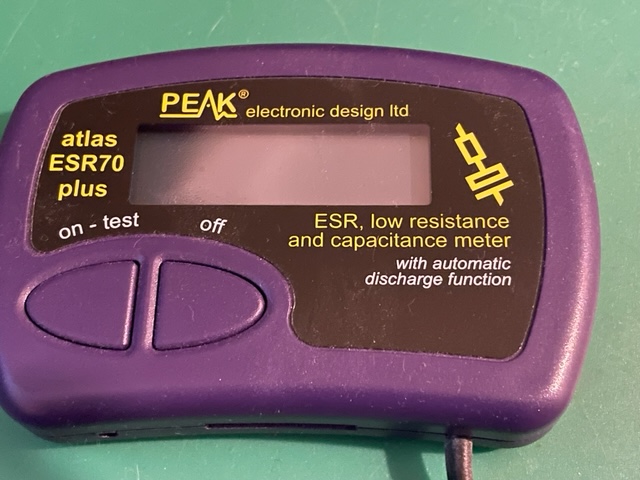 PEAK® electronic design ltd
atlas
ESR70
plus
on - test
off
ESR, low resistance
and capacitance meter
with automatic
discharge function